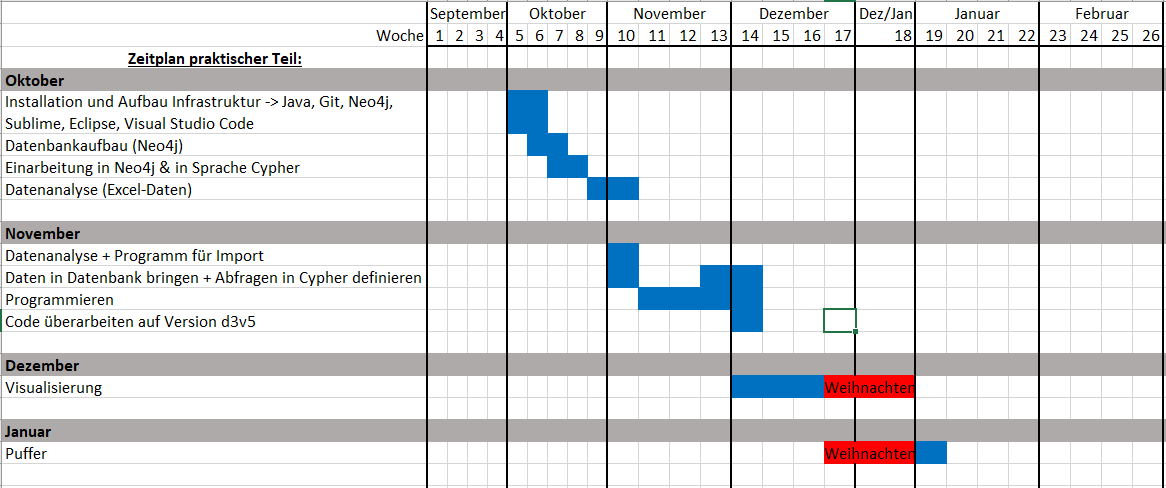 September Oktober November Dezember Dez/Jan Januar Februar
Woche 1 2 3 4 5 6 7 8 9 10 11 12 13 14 15 16 17 18 19 20 21 22 23 24 25 26
Zeitplan praktischer Teil:
Oktober
Installation und Aufbau Infrastruktur -> Java, Git, Neo4j,
Sublime, Eclipse, Visual Studio Code
Datenbankaufbau (Neo4j)
Einarbeitung in Neo4j & in Sprache Cypher
Datenanalyse (Excel-Daten)
November
Datenanalyse + Programm für Import
Daten in Datenbank bringen + Abfragen in Cypher definieren
Programmieren
Code überarbeiten auf Version d3v5
Dezember
Visualisierung Weihnachten
Januar
Puffer Weihnachten